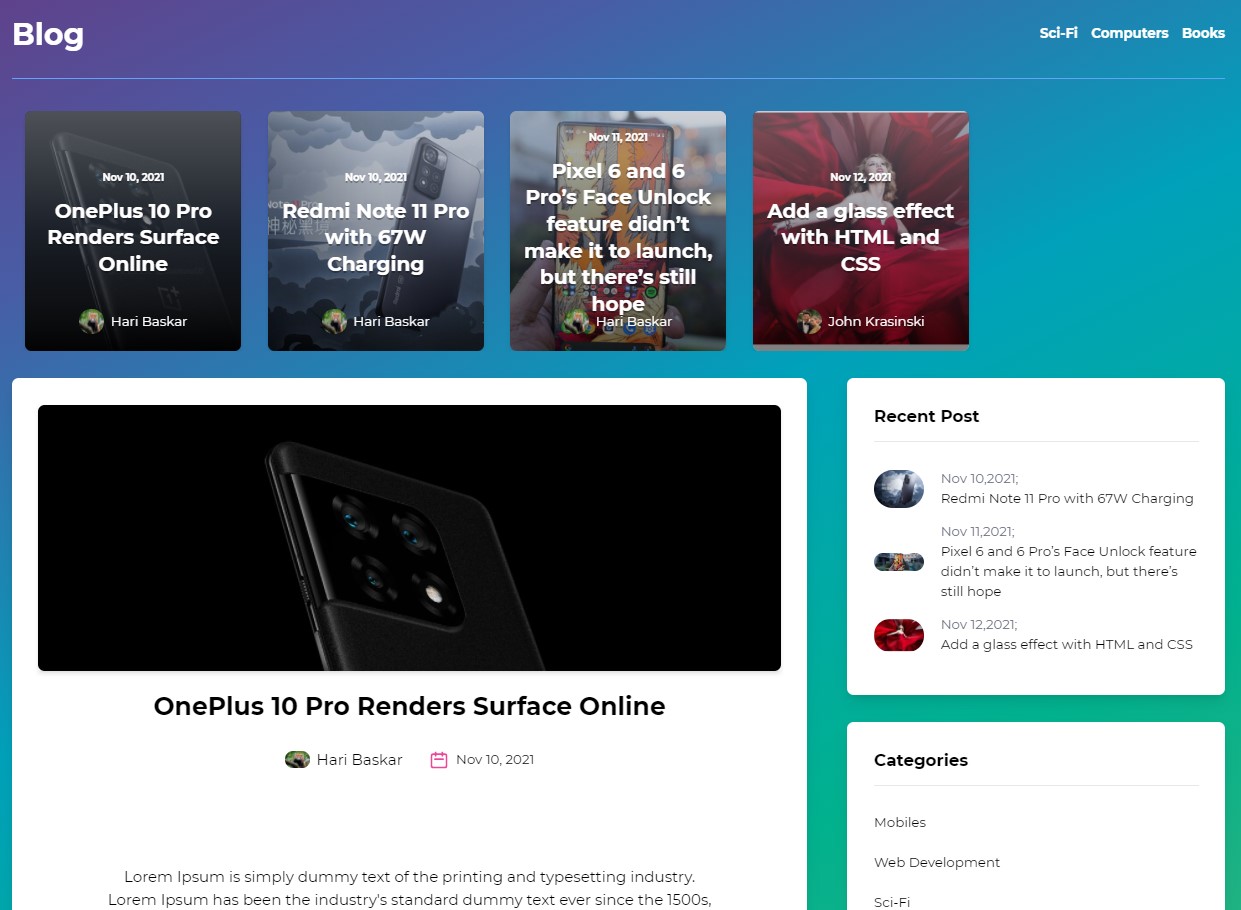 Blog
Sci-Fi Computers Books
Nov 10, 2021
OnePlus 10 Pro
Renders Surface
Online
Hari Baskar
Nov 10, 2021
Redmi Note 11 Pro
with 67W
Charging
神秘黑境
Hari Baskar
Nov 11, 2021
Pixel 6 and 6
Pro’s Face Unlock
feature didn’t
make it to launch,
but there’s still
hope
Hari Baskar
Nov 12, 2021
Add a glass effect
with HTML and
CSS
John Krasinski
OnePlus 10 Pro Renders Surface Online
Hari Baskar
Nov 10, 2021
Lorem Ipsum is simply dummy text of the printing and typesetting industry.
Lorem Ipsum has been the industry's standard dummy text ever since the 1500s,
Recent Post
Nov 10,2021;
Redmi Note 11 Pro with 67W Charging
Nov 11,2021;
Pixel 6 and 6 Pro’s Face Unlock feature
didn’t make it to launch, but there’s
still hope
Nov 12,2021;
Add a glass effect with HTML and CSS
Categories
Mobiles
Web Development
Sci-Fi